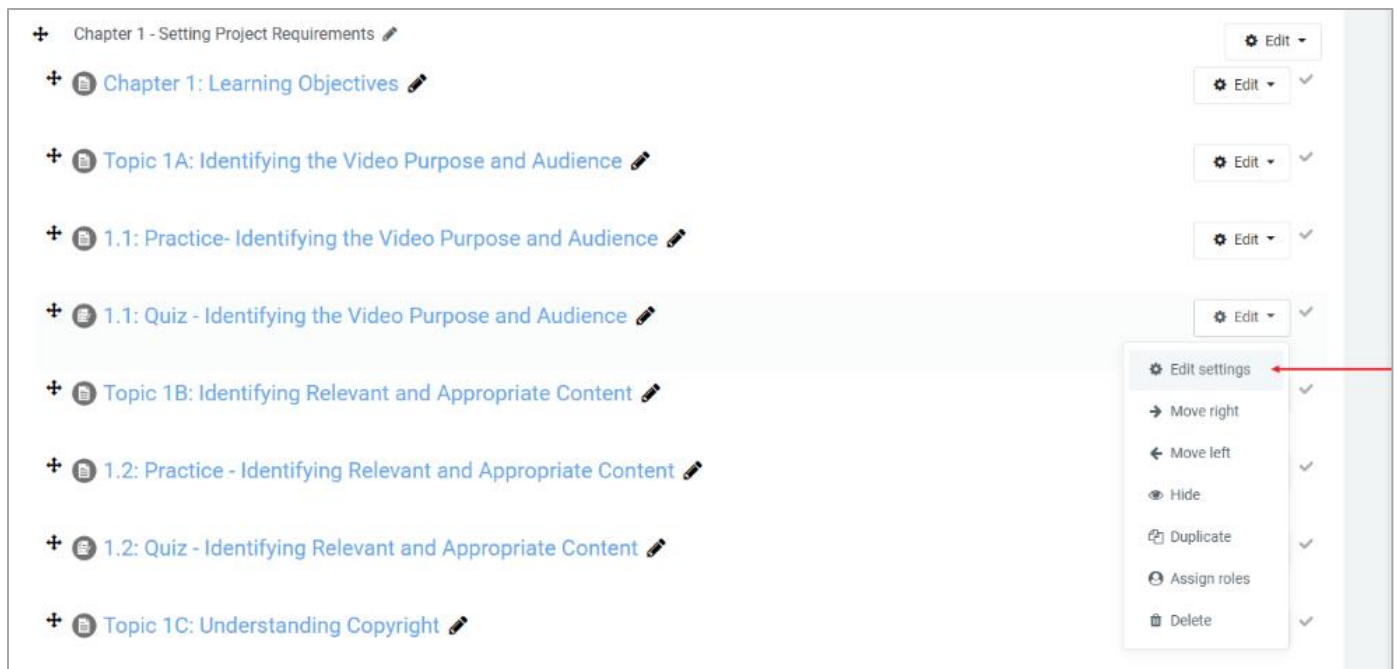 Chapter 1 - Setting Project Requirements
Edit
Chapter 1: Learning Objectives
Edit
Topic 1A: Identifying the Video Purpose and Audience
Edit
1.1: Practice- Identifying the Video Purpose and Audience
Edit
1.1: Quiz - Identifying the Video Purpose and Audience
Edit
Edit settings
Move right
Move left
Hide
Duplicate
Assign roles
Delete
Topic 1B: Identifying Relevant and Appropriate Content
1.2: Practice - Identifying Relevant and Appropriate Content
1.2: Quiz - Identifying Relevant and Appropriate Content
Topic 1C: Understanding Copyright